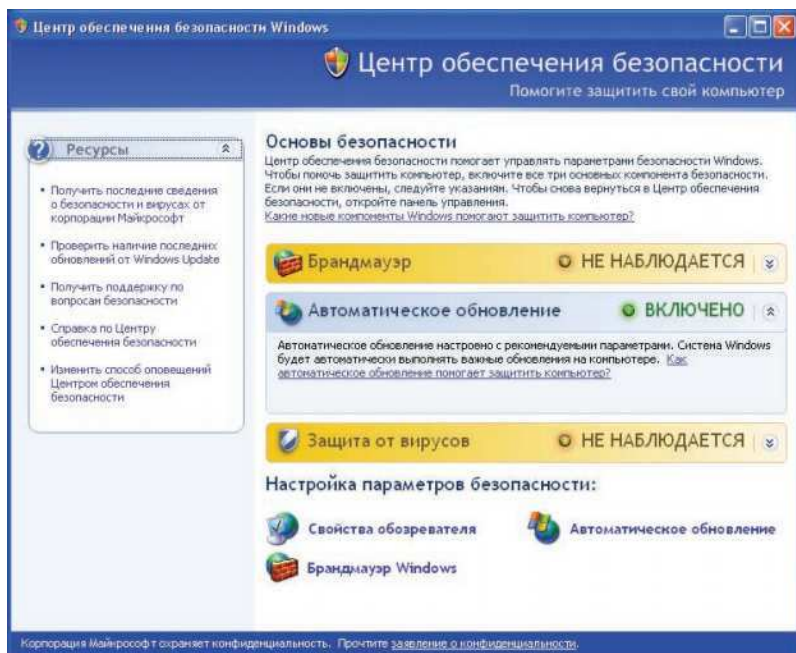 Центр обеспечения безопасности Windows
Центр обеспечения безопасности
Помогите защитить свой компьютер
Ресурсы
• Получить последние сведения
о безопасности и вирусах от
корпорации Майкрософт
• Проверить наличие последних
обновлений от Windows Update
• Получить поддержку по
вопросам безопасности
• Справка по Центру
обеспечения безопасности
• Изменить способ оповещений
Центром обеспечения
безопасности
Основы безопасности
Центр обеспечения безопасности помогает управлять параметрами безопасности Windows.
Чтобы помочь защитить компьютер, включите все три основных компонента безопасности.
Если они не включены, следуйте указаниям. Чтобы снова вернуться в Центр обеспечения
безопасности, откройте панель управления.
Какие новые компоненты Windows помогают защитить компьютер?
Брандмауэр НЕ НАБЛЮДАЕТСЯ
Автоматическое обновление ВКЛЮЧЕНО
Автоматическое обновление настроено с рекомендуемыми параметрами. Система Windows
будет автоматически выполнять важные обновления на компьютере. Как
автоматическое обновление помогает защитить компьютер?
Защита от вирусов НЕ НАБЛЮДАЕТСЯ
Настройка параметров безопасности:
Свойства обозревателя Автоматическое обновление
Брандмауэр Windows
Корпорация Майкрософт охраняет конфиденциальность. Прочтите заявление о конфиденциальности.